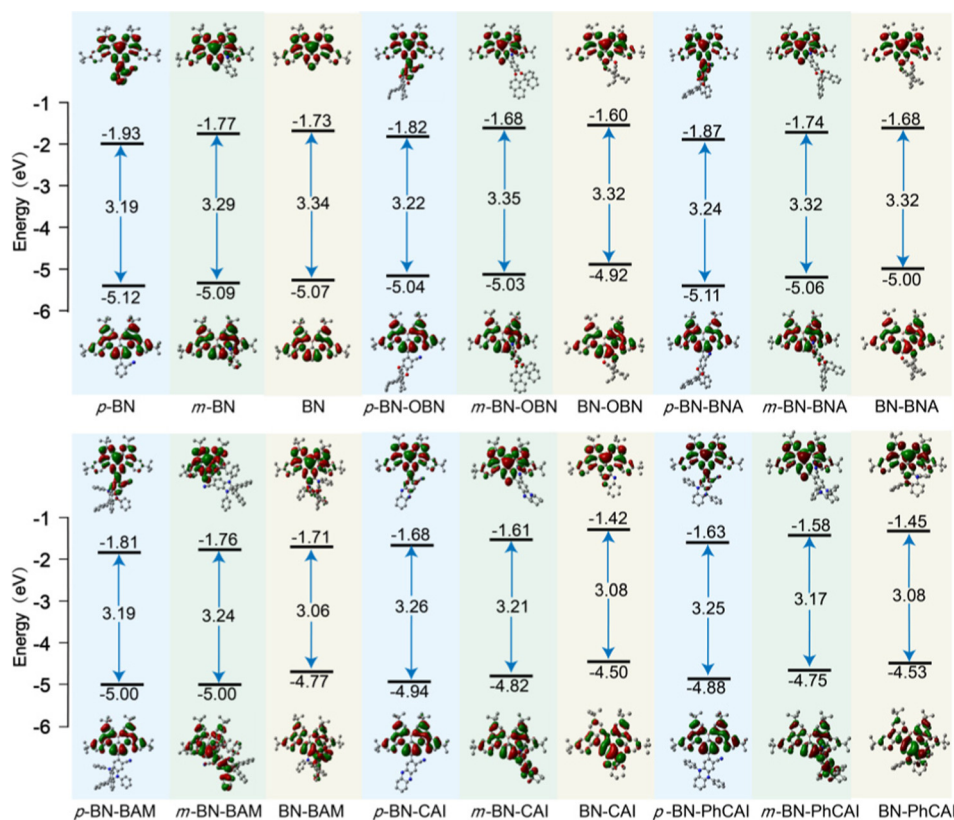 -1
-2
-3
-4
-5
-6
Energy (eV)
-1.93 -1.77 -1.73 -1.82 -1.68 -1.60 -1.87 -1.74 -1.68
3.19 3.29 3.34 3.22 3.35 3.32 3.24 3.32 3.32
-5.12 -5.09 -5.07 -5.04 -5.03 -4.92 -5.11 -5.06 -5.00
p-BN m-BN BN p-BN-OBN m-BN-OBN BN-OBN p-BN-BNA m-BN-BNA BN-BNA
-1
-2
-3
-4
-5
-6
Energy (eV)
-1.81 -1.76 -1.71 -1.68 -1.61 -1.42 -1.63 -1.58 -1.45
3.19 3.24 3.06 3.26 3.21 3.08 3.25 3.17 3.08
-5.00 -5.00 -4.77 -4.94 -4.82 -4.50 -4.88 -4.75 -4.53
p-BN-BAM m-BN-BAM BN-BAM p-BN-CAI m-BN-CAI BN-CAI p-BN-PhCAI m-BN-PhCAI BN-PhCAI